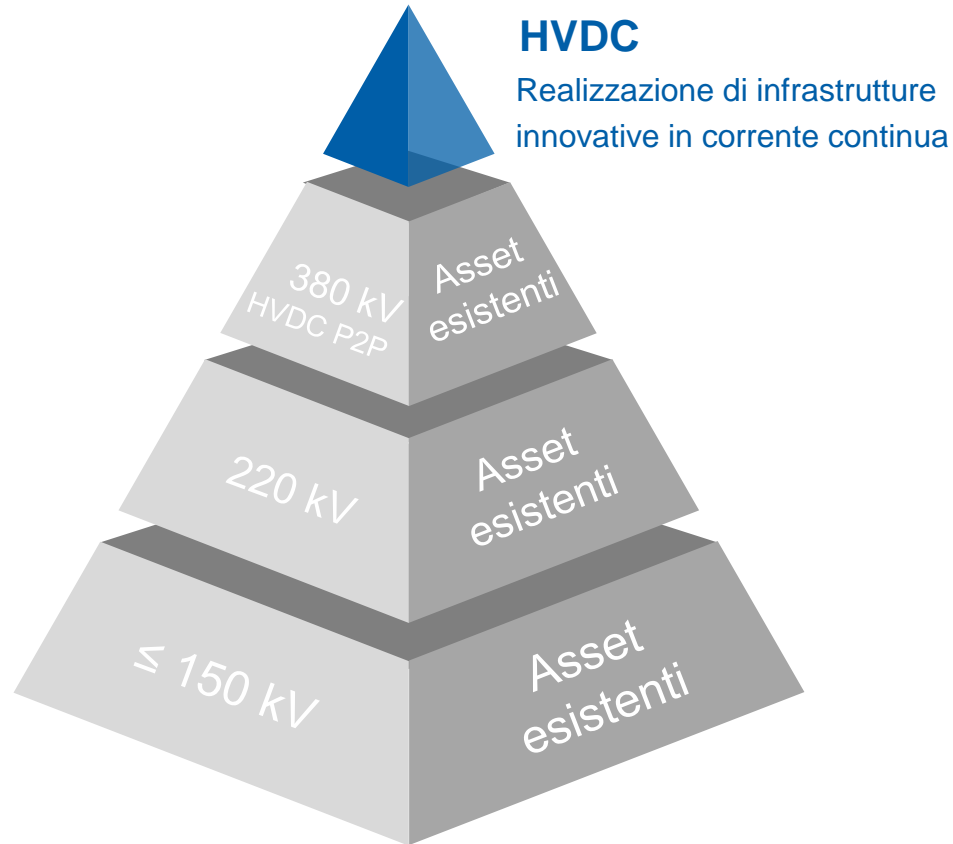 HVDC
Realizzazione di infrastrutture
innovative in corrente continua
380 kV
HVDC P2P
Asset
esistenti
220 kV
Asset
esistenti
≤ 150 kV
Asset
esistenti